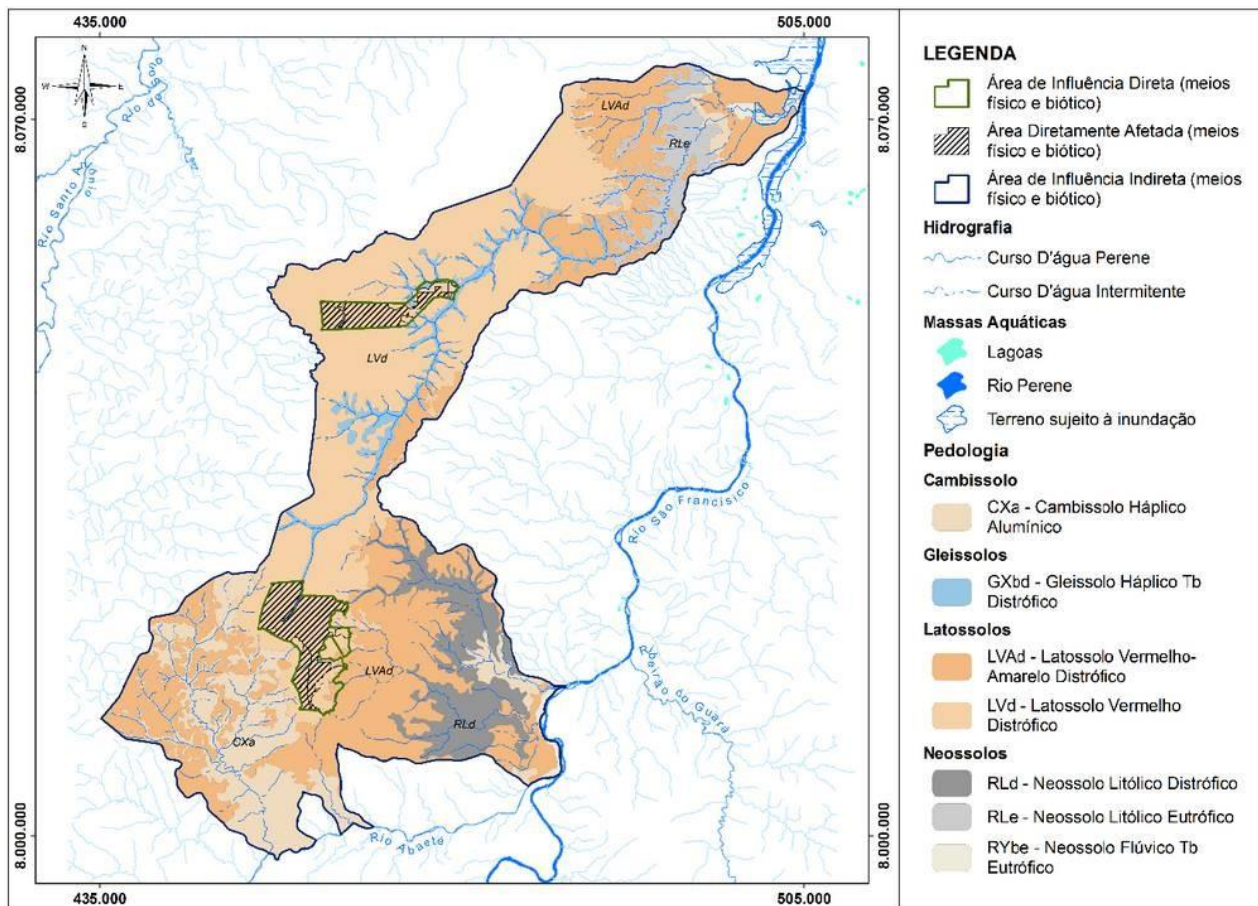 435.000
505.000
N
W
E
S
8.070.000
8.070.000
Rio do Sono
Rio Santo Antônio
LVAd
RLe
LVd
Rio São Francisico
LVAd
Ribeirão do Guará
RLd
CXa
Rio Abaeté
8.000.000
8.000.000
435.000
505.000
LEGENDA
Área de Influência Direta (meios
físico e biótico)
Área Diretamente Afetada (meios
físico e biótico)
Área de Influência Indireta (meios
físico e biótico)
Hidrografia
Curso D'água Perene
Curso D'água Intermitente
Massas Aquáticas
Lagoas
Rio Perene
Terreno sujeito à inundação
Pedologia
Cambissolo
CXa - Cambissolo Háplico
Alumínico
Gleissolos
GXbd - Gleissolo Háplico Tb
Distrófico
Latossolos
LVAd - Latossolo Vermelho-
Amarelo Distrófico
LVd - Latossolo Vermelho
Distrófico
Neossolos
RLd - Neossolo Litólico Distrófico
RLe - Neossolo Litólico Eutrófico
RYbe - Neossolo Flúvico Tb
Eutrófico